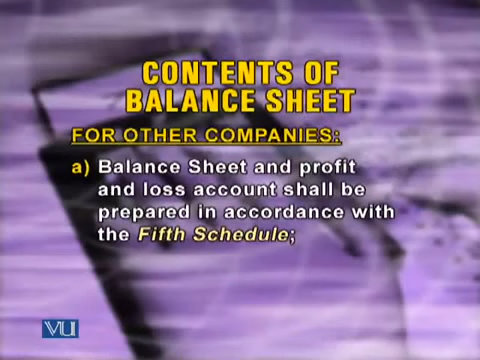 CONTENTS OF
BALANCE SHEET
FOR OTHER COMPANIES:
a) Balance Sheet and profit
and loss account shall be
prepared in accordance with
the Fifth Schedule;
VU